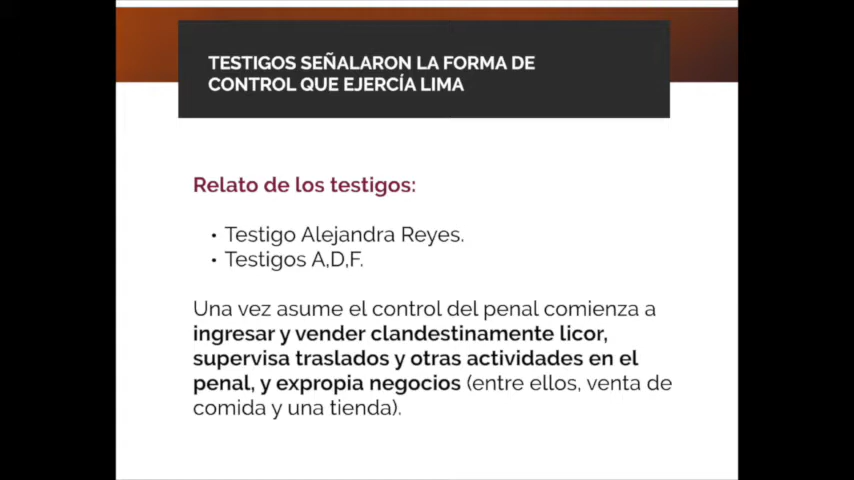 TESTIGOS SEÑALARON LA FORMA DE
CONTROL QUE EJERCÍA LIMA
Relato de los testigos:
• Testigo Alejandra Reyes.
• Testigos A,D,F.
Una vez asume el control del penal comienza a
ingresar y vender clandestinamente licor,
supervisa traslados y otras actividades en el
penal, y expropia negocios (entre ellos, venta de
comida y una tienda).